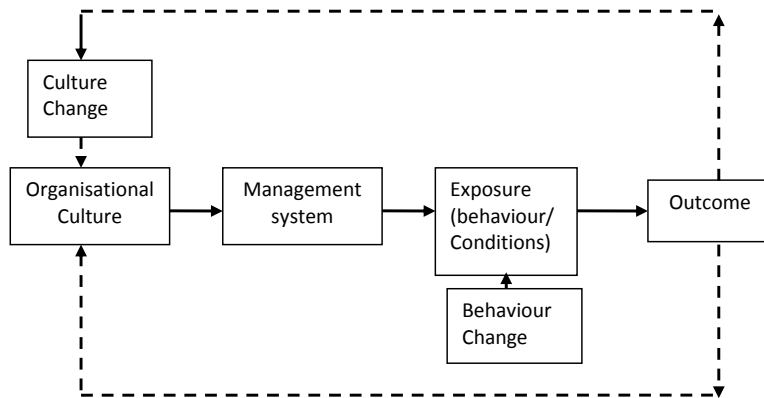 Culture
Change
Organisational
Culture
Management
system
Exposure
(behaviour/
Conditions)
Outcome
Behaviour
Change